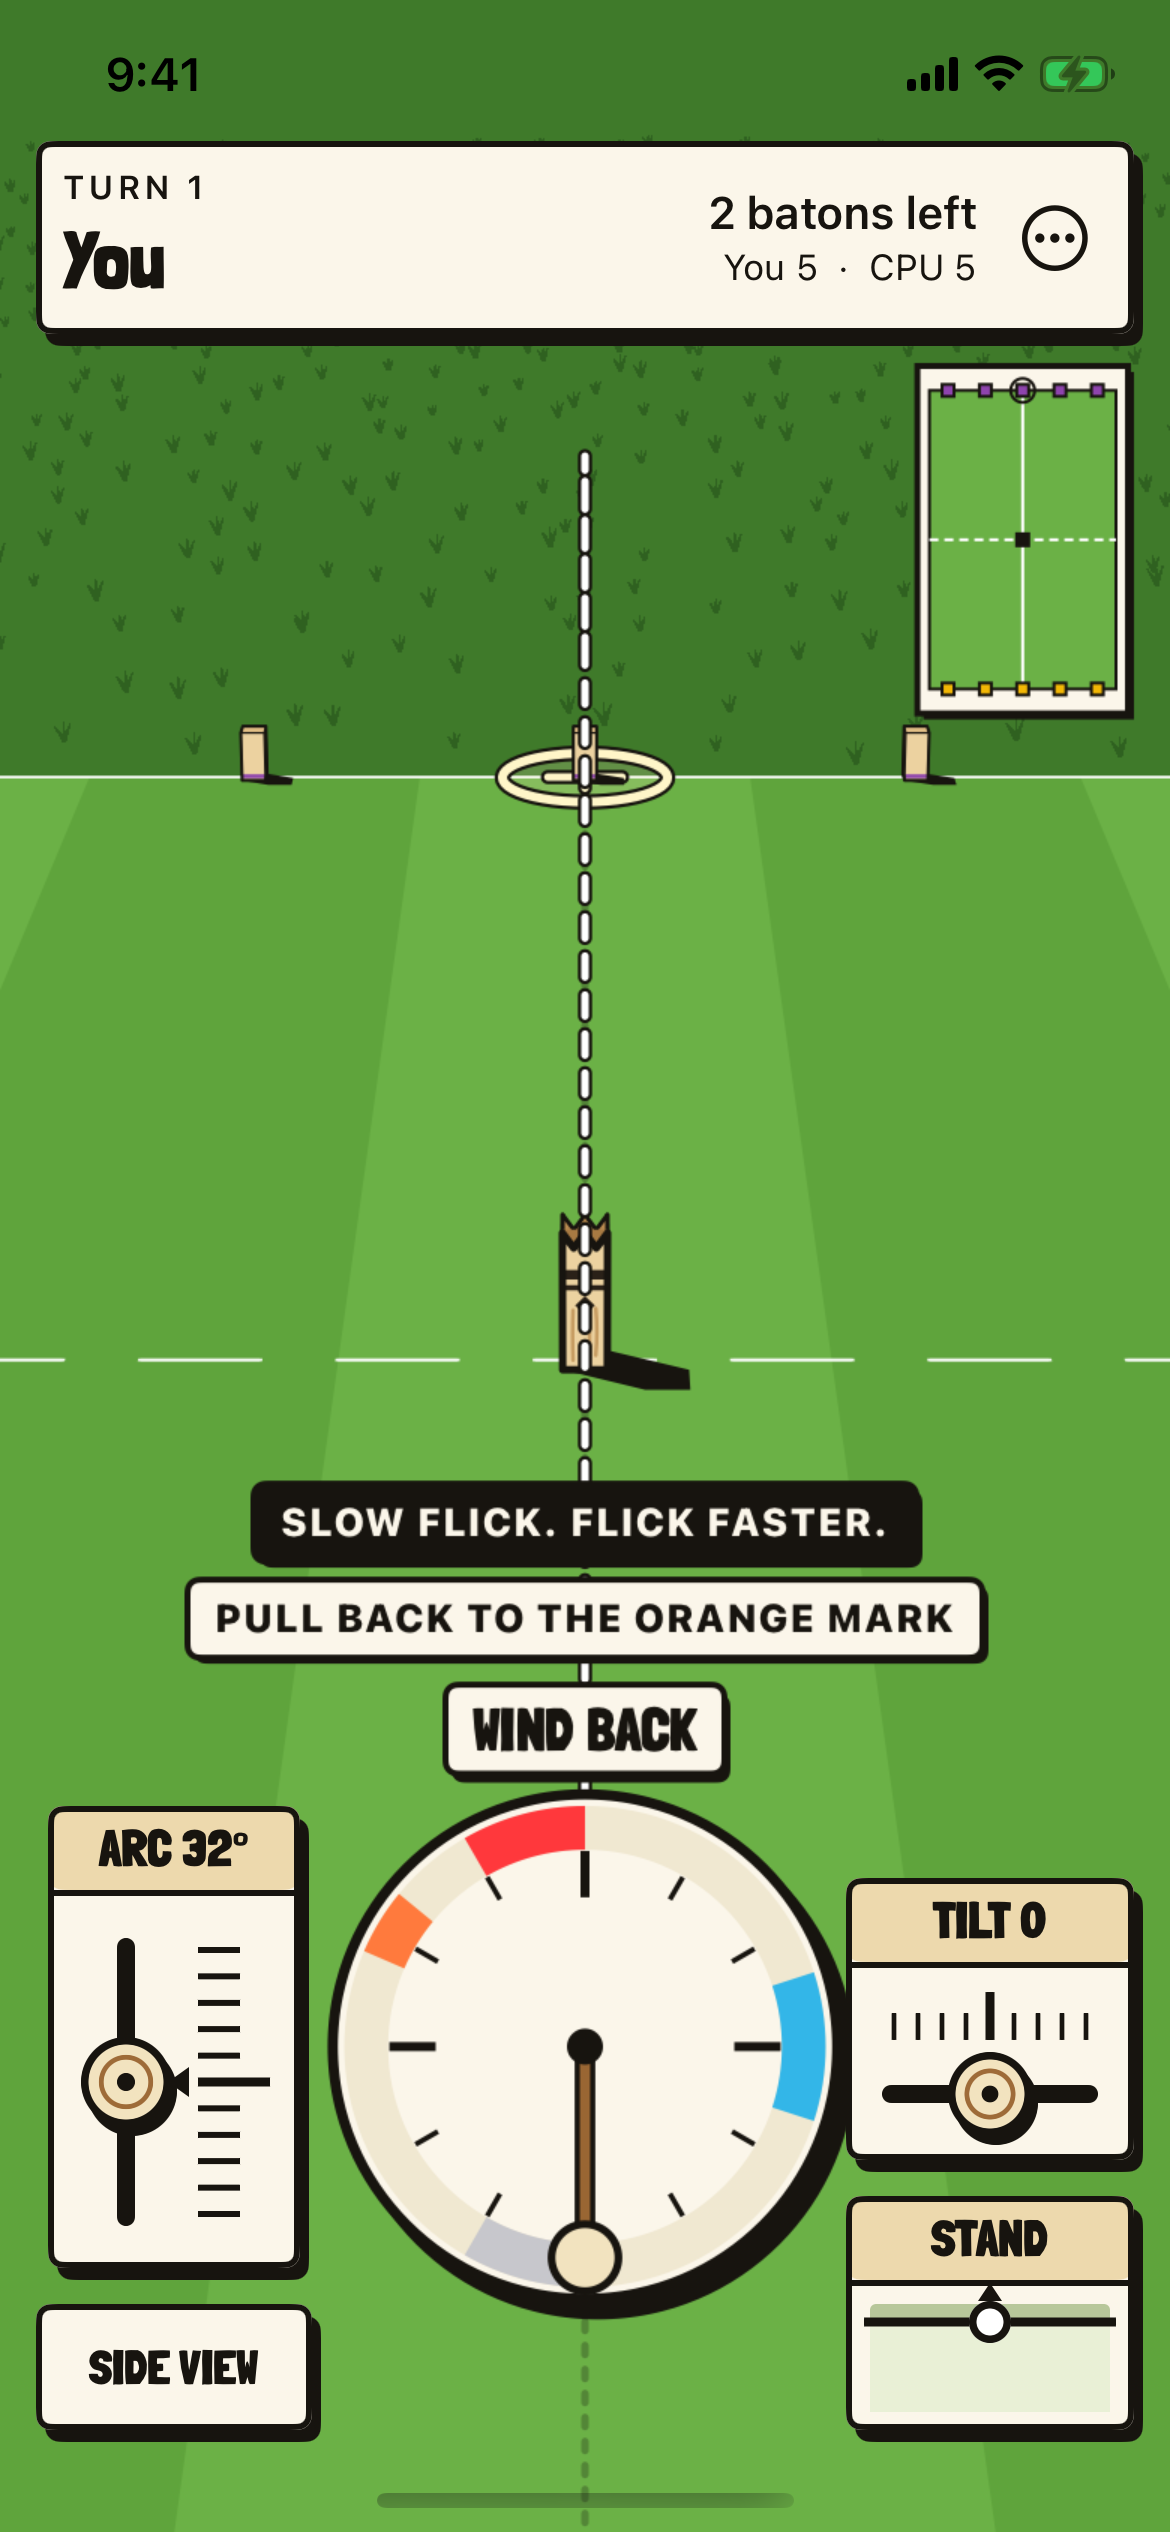 9:41
TURN 1
You
2 batons left
You 5 · CPU 5
SLOW FLICK. FLICK FASTER.
PULL BACK TO THE ORANGE MARK
WIND BACK
ARC 32°
TILT 0
STAND
SIDE VIEW